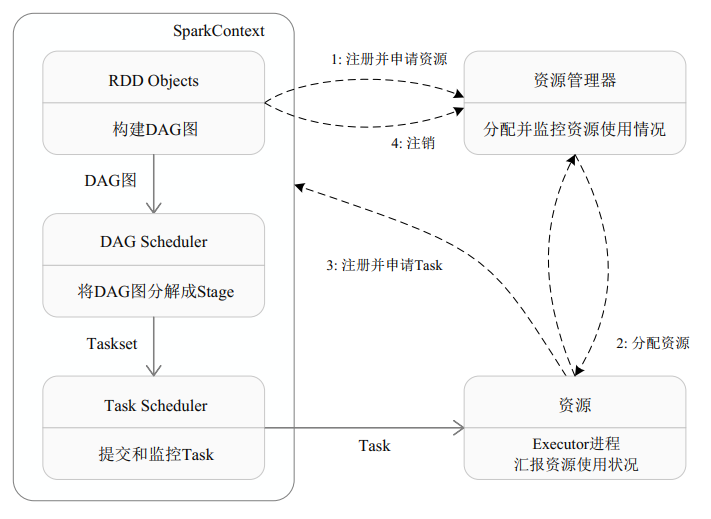 SparkContext
RDD Objects
构建DAG图
1: 注册并申请资源
资源管理器
分配并监控资源使用情况
4: 注销
DAG图
DAG Scheduler
将DAG图分解成Stage
3: 注册并申请Task
2: 分配资源
Taskset
Task Scheduler
提交和监控Task
Task
资源
Executor进程
汇报资源使用状况